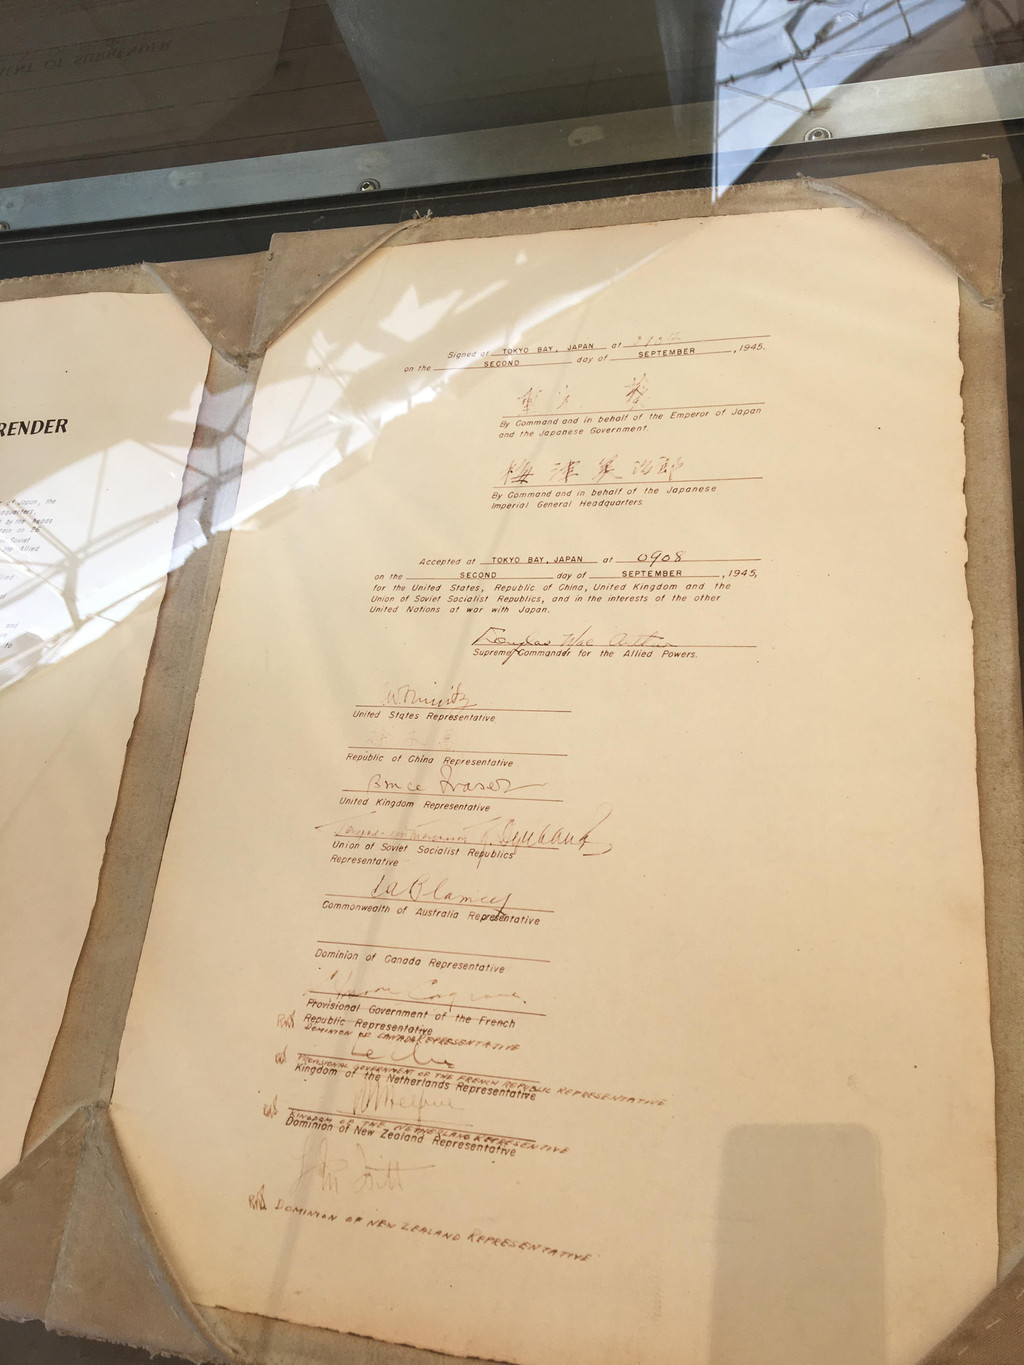 RENDER
Signed at TOKYO BAY, JAPAN at
on the SECOND day of SEPTEMBER, 1945.
重光 葵
By Command and in behalf of the Emperor of Japan
and the Japanese Government.
梅津美治郎
By Command and in behalf of the Japanese
Imperial General Headquarters.
Accepted at TOKYO BAY, JAPAN at 0908
on the SECOND day of SEPTEMBER, 1945,
for the United States, Republic of China, United Kingdom and the
Union of Soviet Socialist Republics, and in the interests of the other
United Nations at war with Japan.
Douglas MacArthur
Supreme Commander for the Allied Powers.
United States Representative
Republic of China Representative
Bruce Fraser
United Kingdom Representative
Union of Soviet Socialist Republics
Representative
Blamey
Commonwealth of Australia Representative
Dominion of Canada Representative
Cosgrave.
Provisional Government of the French
Republic Representative
DOMINION OF CANADA REPRESENTATIVE
PROVISIONAL GOVERNMENT OF THE FRENCH REPUBLIC REPRESENTATIVE
Kingdom of the Netherlands Representative
KINGDOM OF THE NETHERLANDS REPRESENTATIVE
Dominion of New Zealand Representative
DOMINION OF NEW ZEALAND REPRESENTATIVE